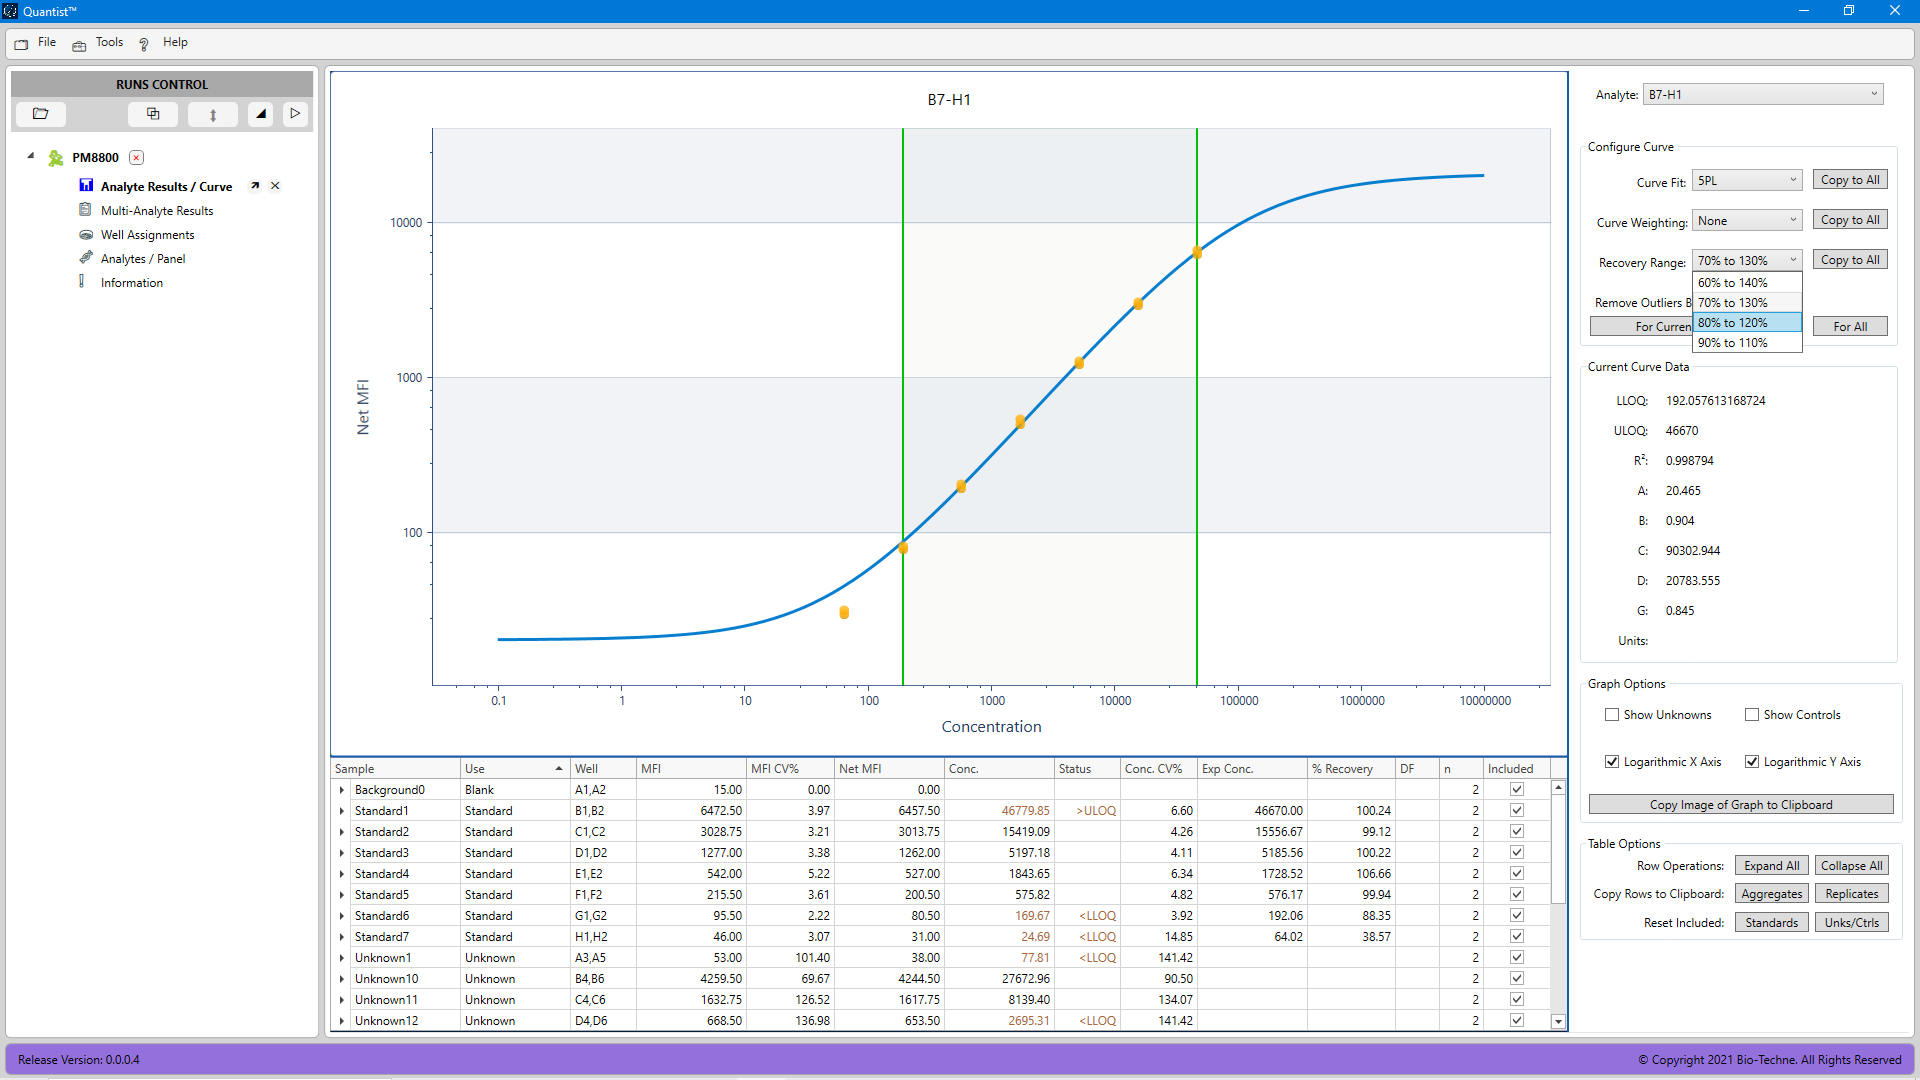 Quantist™
File Tools ? Help
RUNS CONTROL
PM8800
Analyte Results / Curve
Multi-Analyte Results
Well Assignments
Analytes / Panel
Information
B7-H1
Net MFI
10000
1000
100
0.1 1 10 100 1000 10000 100000 1000000 10000000
Concentration
Sample Use Well MFI MFI CV% Net MFI Conc. Status Conc. CV% Exp Conc. % Recovery DF n Included
Background0 Blank A1,A2 15.00 0.00 0.00 2
Standard1 Standard B1,B2 6472.50 3.97 6457.50 46779.85 >ULOQ 6.60 46670.00 100.24 2
Standard2 Standard C1,C2 3028.75 3.21 3013.75 15419.09 4.26 15556.67 99.12 2
Standard3 Standard D1,D2 1277.00 3.38 1262.00 5197.18 4.11 5185.56 100.22 2
Standard4 Standard E1,E2 542.00 5.22 527.00 1843.65 6.34 1728.52 106.66 2
Standard5 Standard F1,F2 215.50 3.61 200.50 575.82 4.82 576.17 99.94 2
Standard6 Standard G1,G2 95.50 2.22 80.50 169.67 <LLOQ 3.92 192.06 88.35 2
Standard7 Standard H1,H2 46.00 3.07 31.00 24.69 <LLOQ 14.85 64.02 38.57 2
Unknown1 Unknown A3,A5 53.00 101.40 38.00 77.81 <LLOQ 141.42 2
Unknown10 Unknown B4,B6 4259.50 69.67 4244.50 27672.96 90.50 2
Unknown11 Unknown C4,C6 1632.75 126.52 1617.75 8139.40 134.07 2
Unknown12 Unknown D4,D6 668.50 136.98 653.50 2695.31 <LLOQ 141.42 2
Analyte: B7-H1
Configure Curve
Curve Fit: 5PL Copy to All
Curve Weighting: None Copy to All
Recovery Range: 70% to 130% Copy to All
60% to 140%
Remove Outliers B 70% to 130%
For Curren 80% to 120% For All
90% to 110%
Current Curve Data
LLOQ: 192.057613168724
ULOQ: 46670
R²: 0.998794
A: 20.465
B: 0.904
C: 90302.944
D: 20783.555
G: 0.845
Units:
Graph Options
Show Unknowns Show Controls
Logarithmic X Axis Logarithmic Y Axis
Copy Image of Graph to Clipboard
Table Options
Row Operations: Expand All Collapse All
Copy Rows to Clipboard: Aggregates Replicates
Reset Included: Standards Unks/Ctrls
Release Version: 0.0.0.4 © Copyright 2021 Bio-Techne. All Rights Reserved